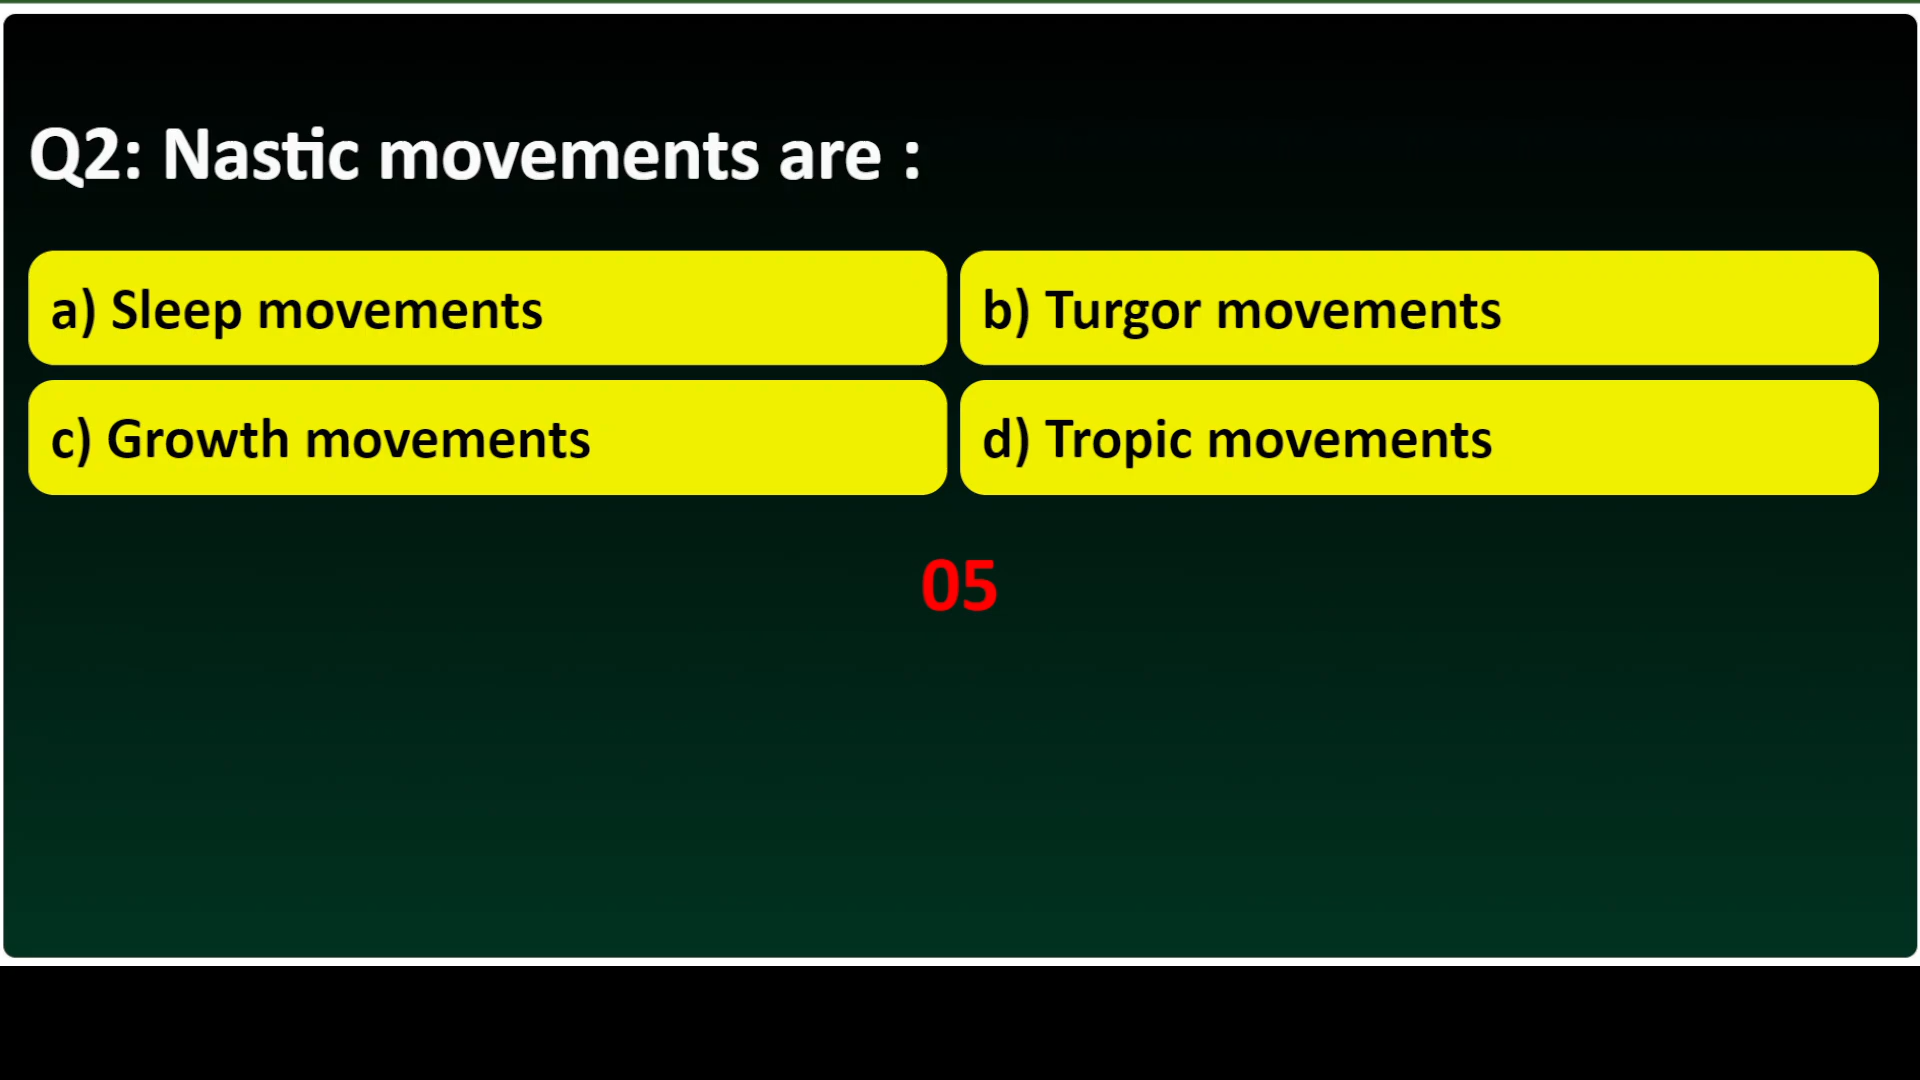 Q2: Nastic movements are :
a) Sleep movements
b) Turgor movements
c) Growth movements
d) Tropic movements
05